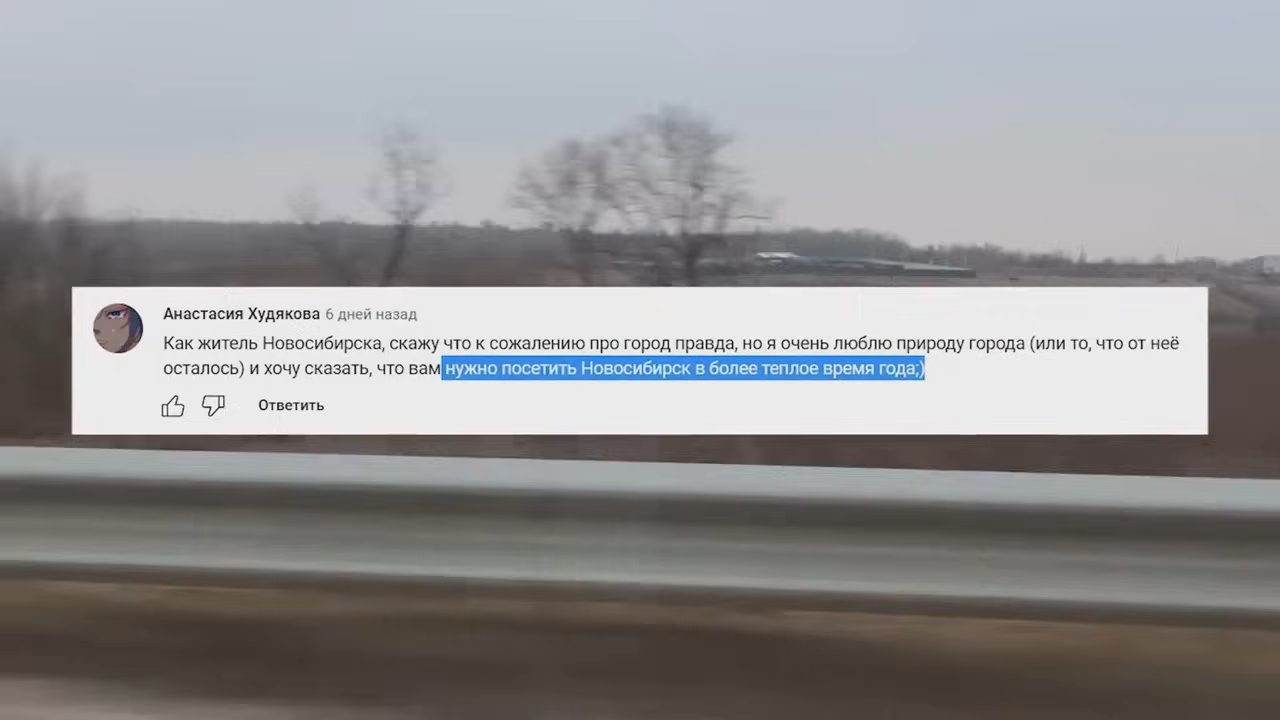 Анастасия Худякова 6 дней назад
Как житель Новосибирска, скажу что к сожалению про город правда, но я очень люблю природу города (или то, что от неё
осталось) и хочу сказать, что вам нужно посетить Новосибирск в более теплое время года;)
Ответить